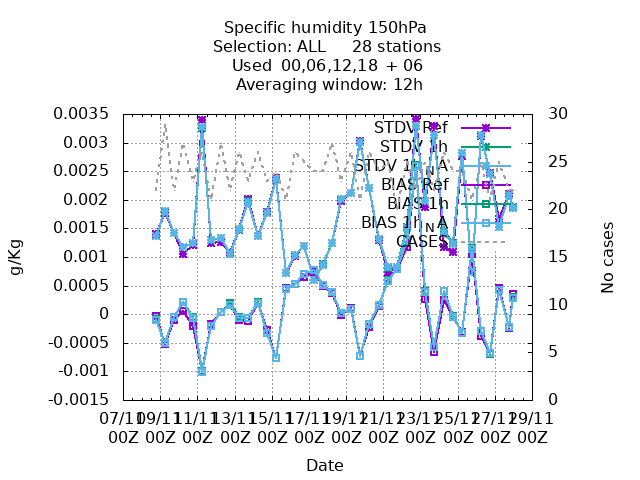 Specific humidity 150hPa
Selection: ALL 28 stations
Used 00,06,12,18 + 06
Averaging window: 12h
0.0035
0.003
0.0025
0.002
0.0015
0.001
0.0005
0
-0.0005
-0.001
-0.0015
g/Kg
30
25
20
15
10
5
0
No cases
STDV Ref
STDV 1h
STDV 1h_NA
BIAS Ref
BIAS 1h
BIAS 1h_NA
CASES
07/11 09/11 11/11 13/11 15/11 17/11 19/11 21/11 23/11 25/11 27/11 29/11
00Z 00Z 00Z 00Z 00Z 00Z 00Z 00Z 00Z 00Z 00Z 00Z
Date